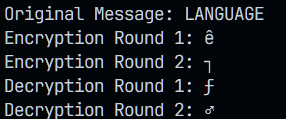 Original Message: LANGUAGE
Encryption Round 1: ê
Encryption Round 2: ┐
Decryption Round 1: ƒ
Decryption Round 2: ♂